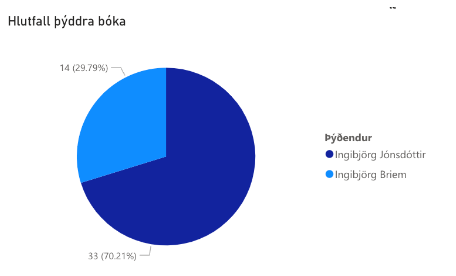 Hlutfall þýddra bóka
14 (29.79%)
Þýðendur
Ingibjörg Jónsdóttir
Ingibjörg Briem
33 (70.21%)